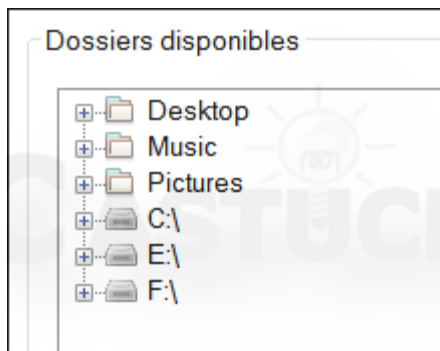 Dossiers disponibles
Desktop
Music
Pictures
C:\
E:\
F:\